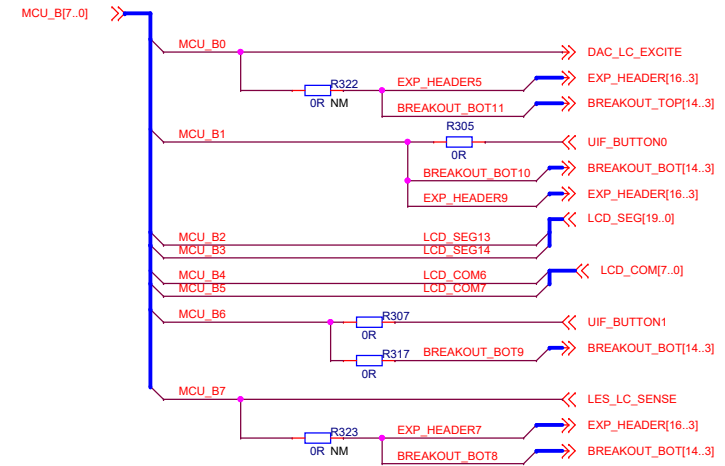 MCU_B[7..0]
MCU_B0 DAC_LC_EXCITE
R322 EXP_HEADER5 EXP_HEADER[16..3]
0R NM BREAKOUT_BOT11 BREAKOUT_TOP[14..3]
R305
MCU_B1 UIF_BUTTON0
0R
BREAKOUT_BOT10 BREAKOUT_BOT[14..3]
EXP_HEADER9 EXP_HEADER[16..3]
LCD_SEG[19..0]
MCU_B2 LCD_SEG13
MCU_B3 LCD_SEG14
MCU_B4 LCD_COM6 LCD_COM[7..0]
MCU_B5 LCD_COM7
MCU_B6 R307 UIF_BUTTON1
0R
R317 BREAKOUT_BOT9 BREAKOUT_BOT[14..3]
0R
MCU_B7 LES_LC_SENSE
R323 EXP_HEADER7 EXP_HEADER[16..3]
0R NM BREAKOUT_BOT8 BREAKOUT_BOT[14..3]